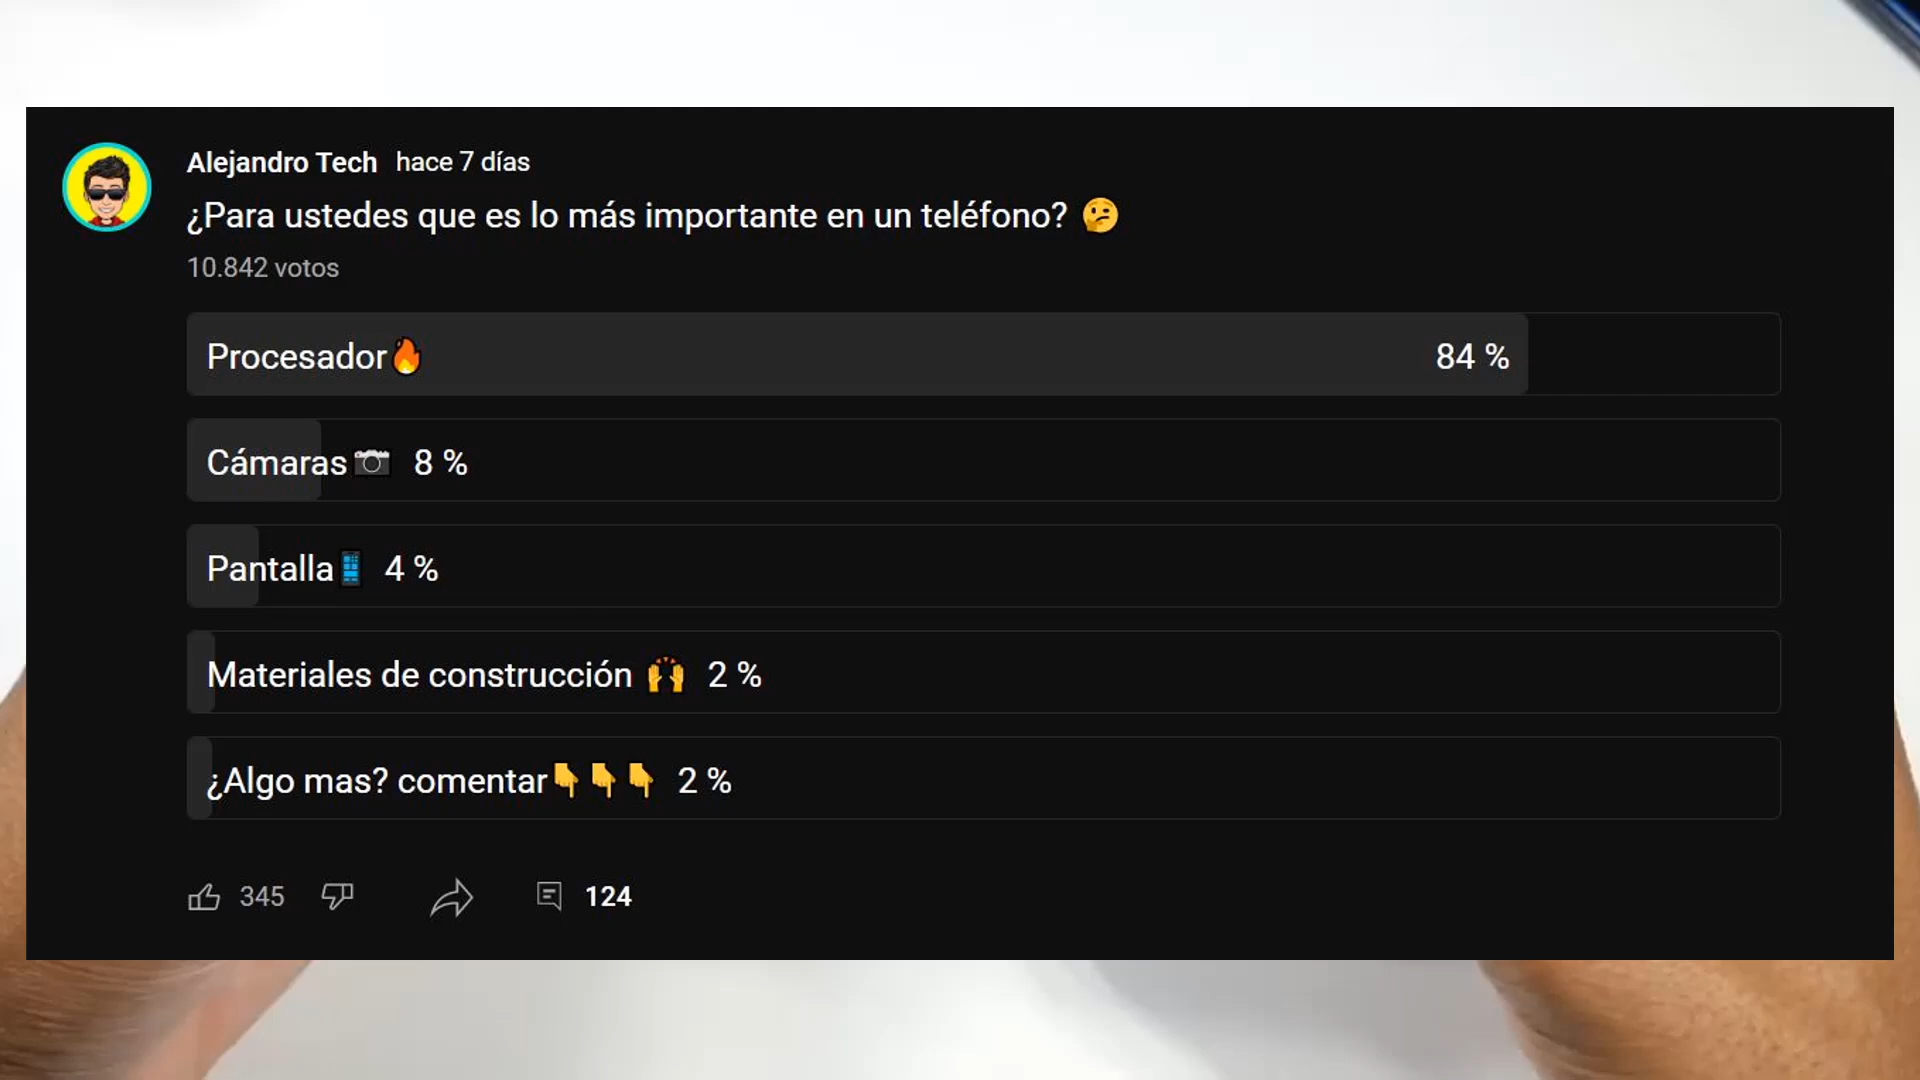 Alejandro Tech hace 7 días
¿Para ustedes que es lo más importante en un teléfono? 🤔
10.842 votos
Procesador🔥 84 %
Cámaras📷 8 %
Pantalla📱 4 %
Materiales de construcción 🙌 2 %
¿Algo mas? comentar👇👇👇 2 %
345 124